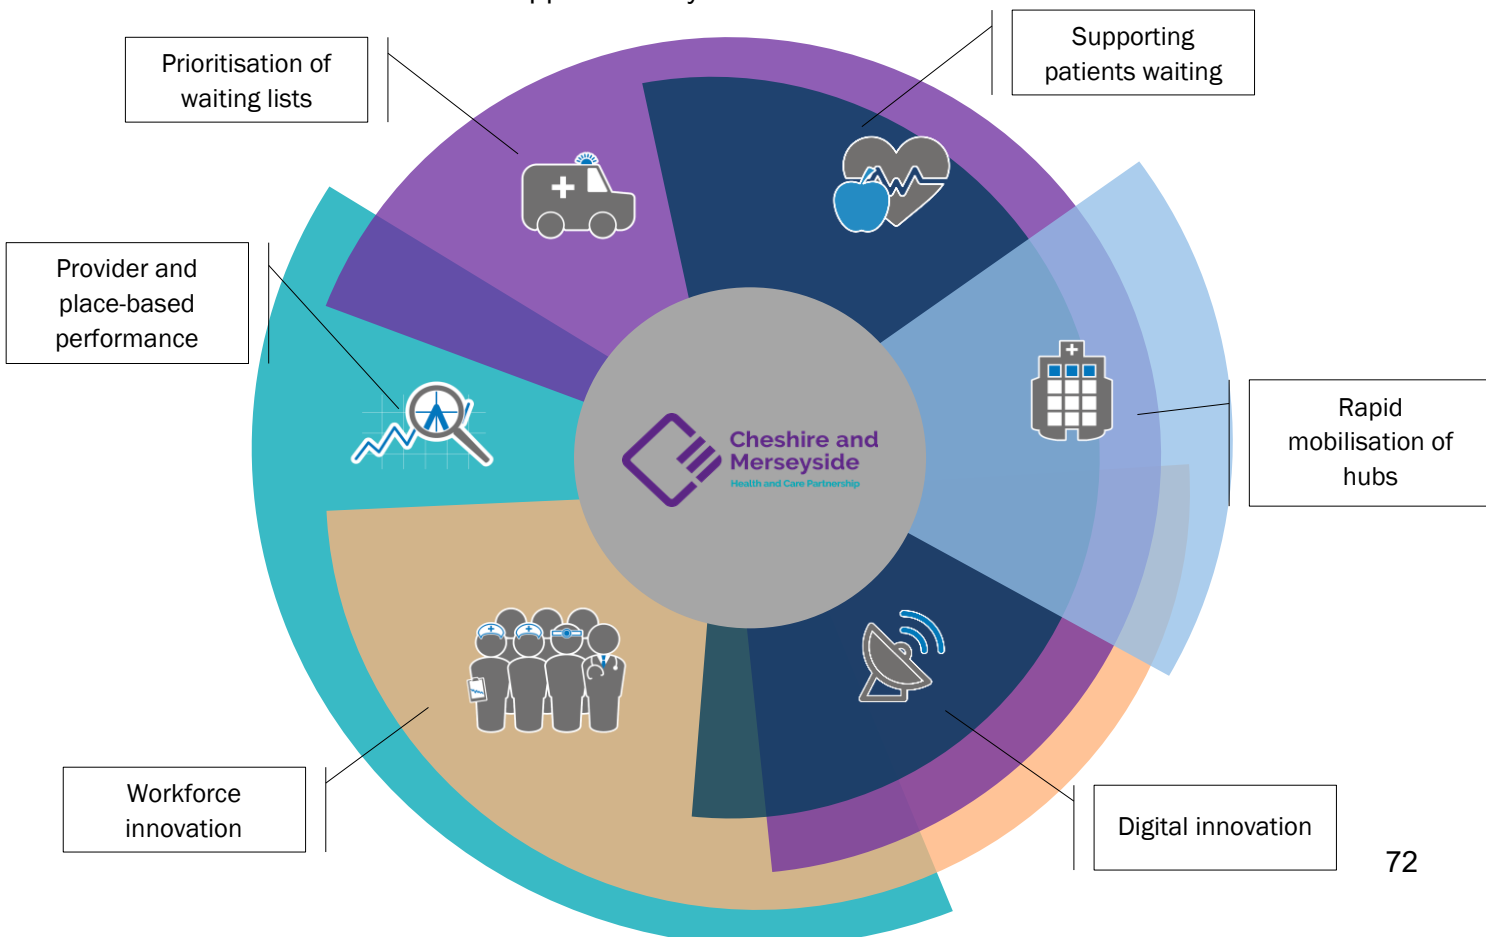 Supporting
patients waiting
Prioritisation of
waiting lists
Provider and
place-based
performance
Rapid
mobilisation of
hubs
Cheshire and
Merseyside
Health and Care Partnership
Workforce
innovation
Digital innovation
72